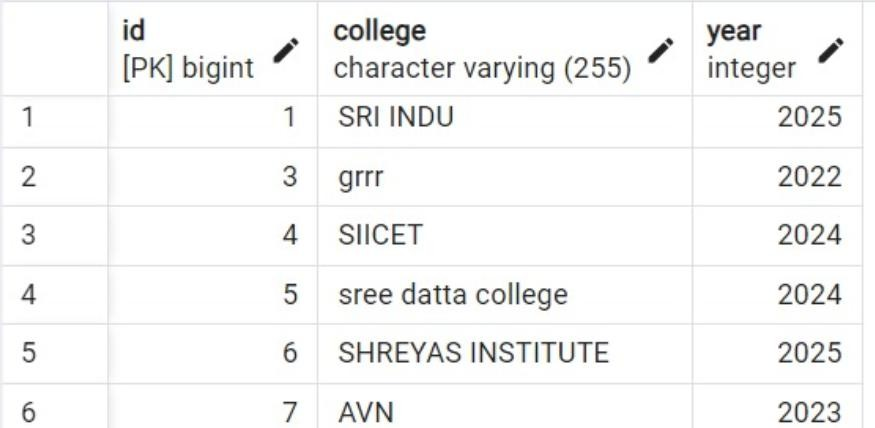 id college year
[PK] bigint character varying (255) integer
1 1 SRI INDU 2025
2 3 grrr 2022
3 4 SIICET 2024
4 5 sree datta college 2024
5 6 SHREYAS INSTITUTE 2025
6 7 AVN 2023